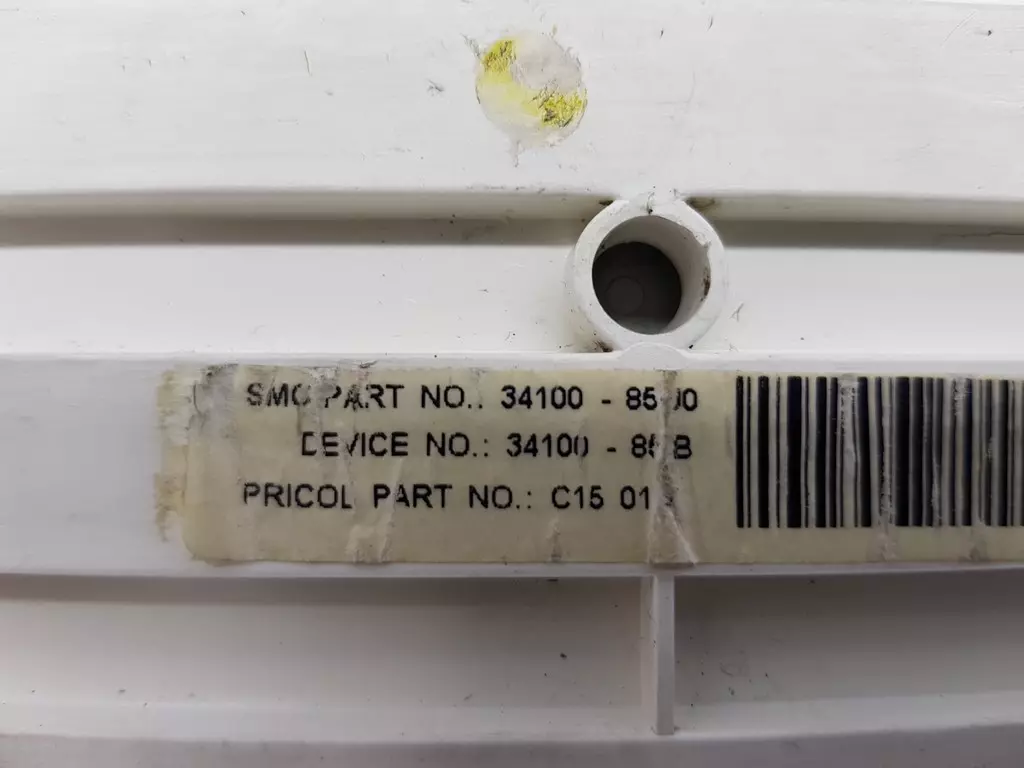 SMC PART NO.: 34100 -
DEVICE NO.: 34100 -
PRICOL PART NO.: C15